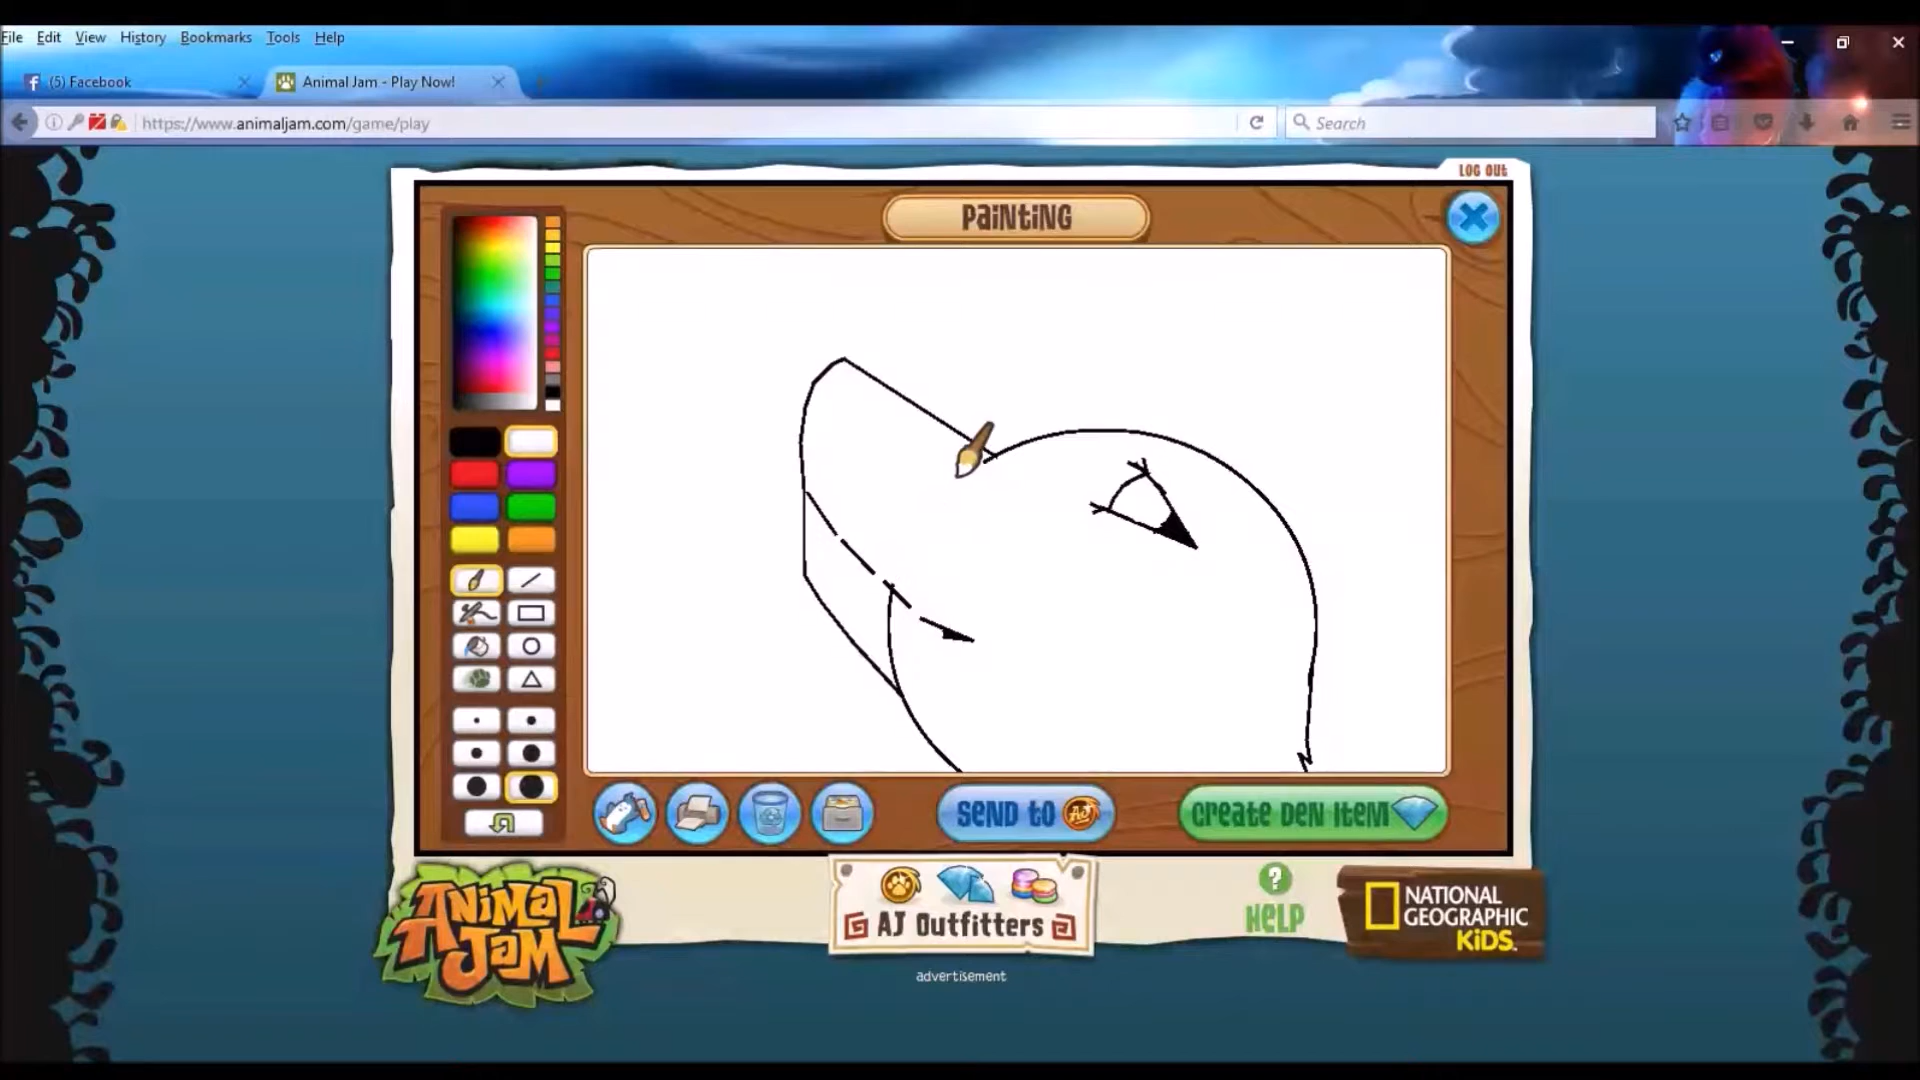 File Edit View History Bookmarks Tools Help
(5) Facebook
Animal Jam - Play Now!
https://www.animaljam.com/game/play
Search
LOG OUT
PAINTING
SEND TO AJ
CREATE DEN ITEM
ANIMAL JAM
AJ Outfitters
? HELP
NATIONAL GEOGRAPHIC KiDS
advertisement